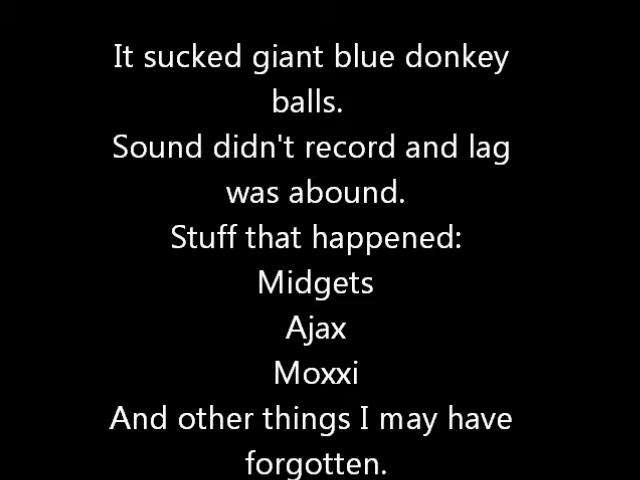 It sucked giant blue donkey
balls.
Sound didn't record and lag
was abound.
Stuff that happened:
Midgets
Ajax
Moxxi
And other things I may have
forgotten.